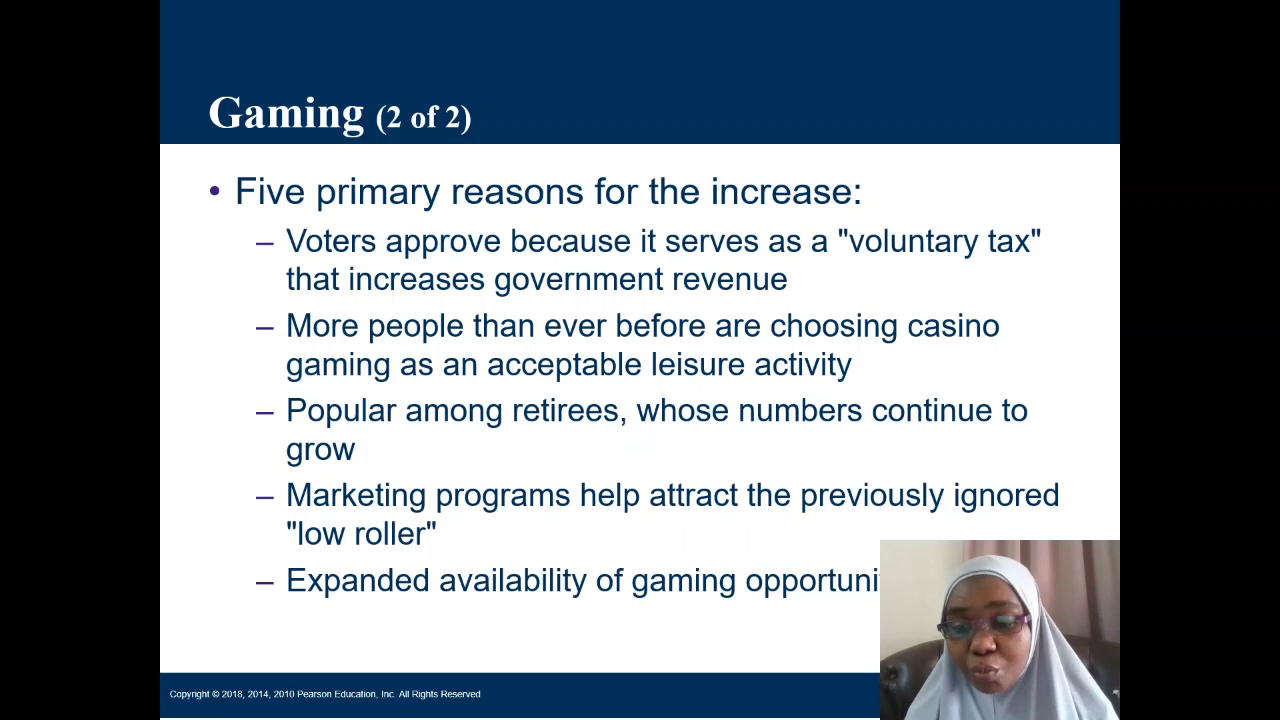 Gaming (2 of 2)
• Five primary reasons for the increase:
– Voters approve because it serves as a "voluntary tax"
that increases government revenue
– More people than ever before are choosing casino
gaming as an acceptable leisure activity
– Popular among retirees, whose numbers continue to
grow
– Marketing programs help attract the previously ignored
"low roller"
– Expanded availability of gaming
Copyright © 2018, 2014, 2010 Pearson Education, Inc. All Rights Reserved